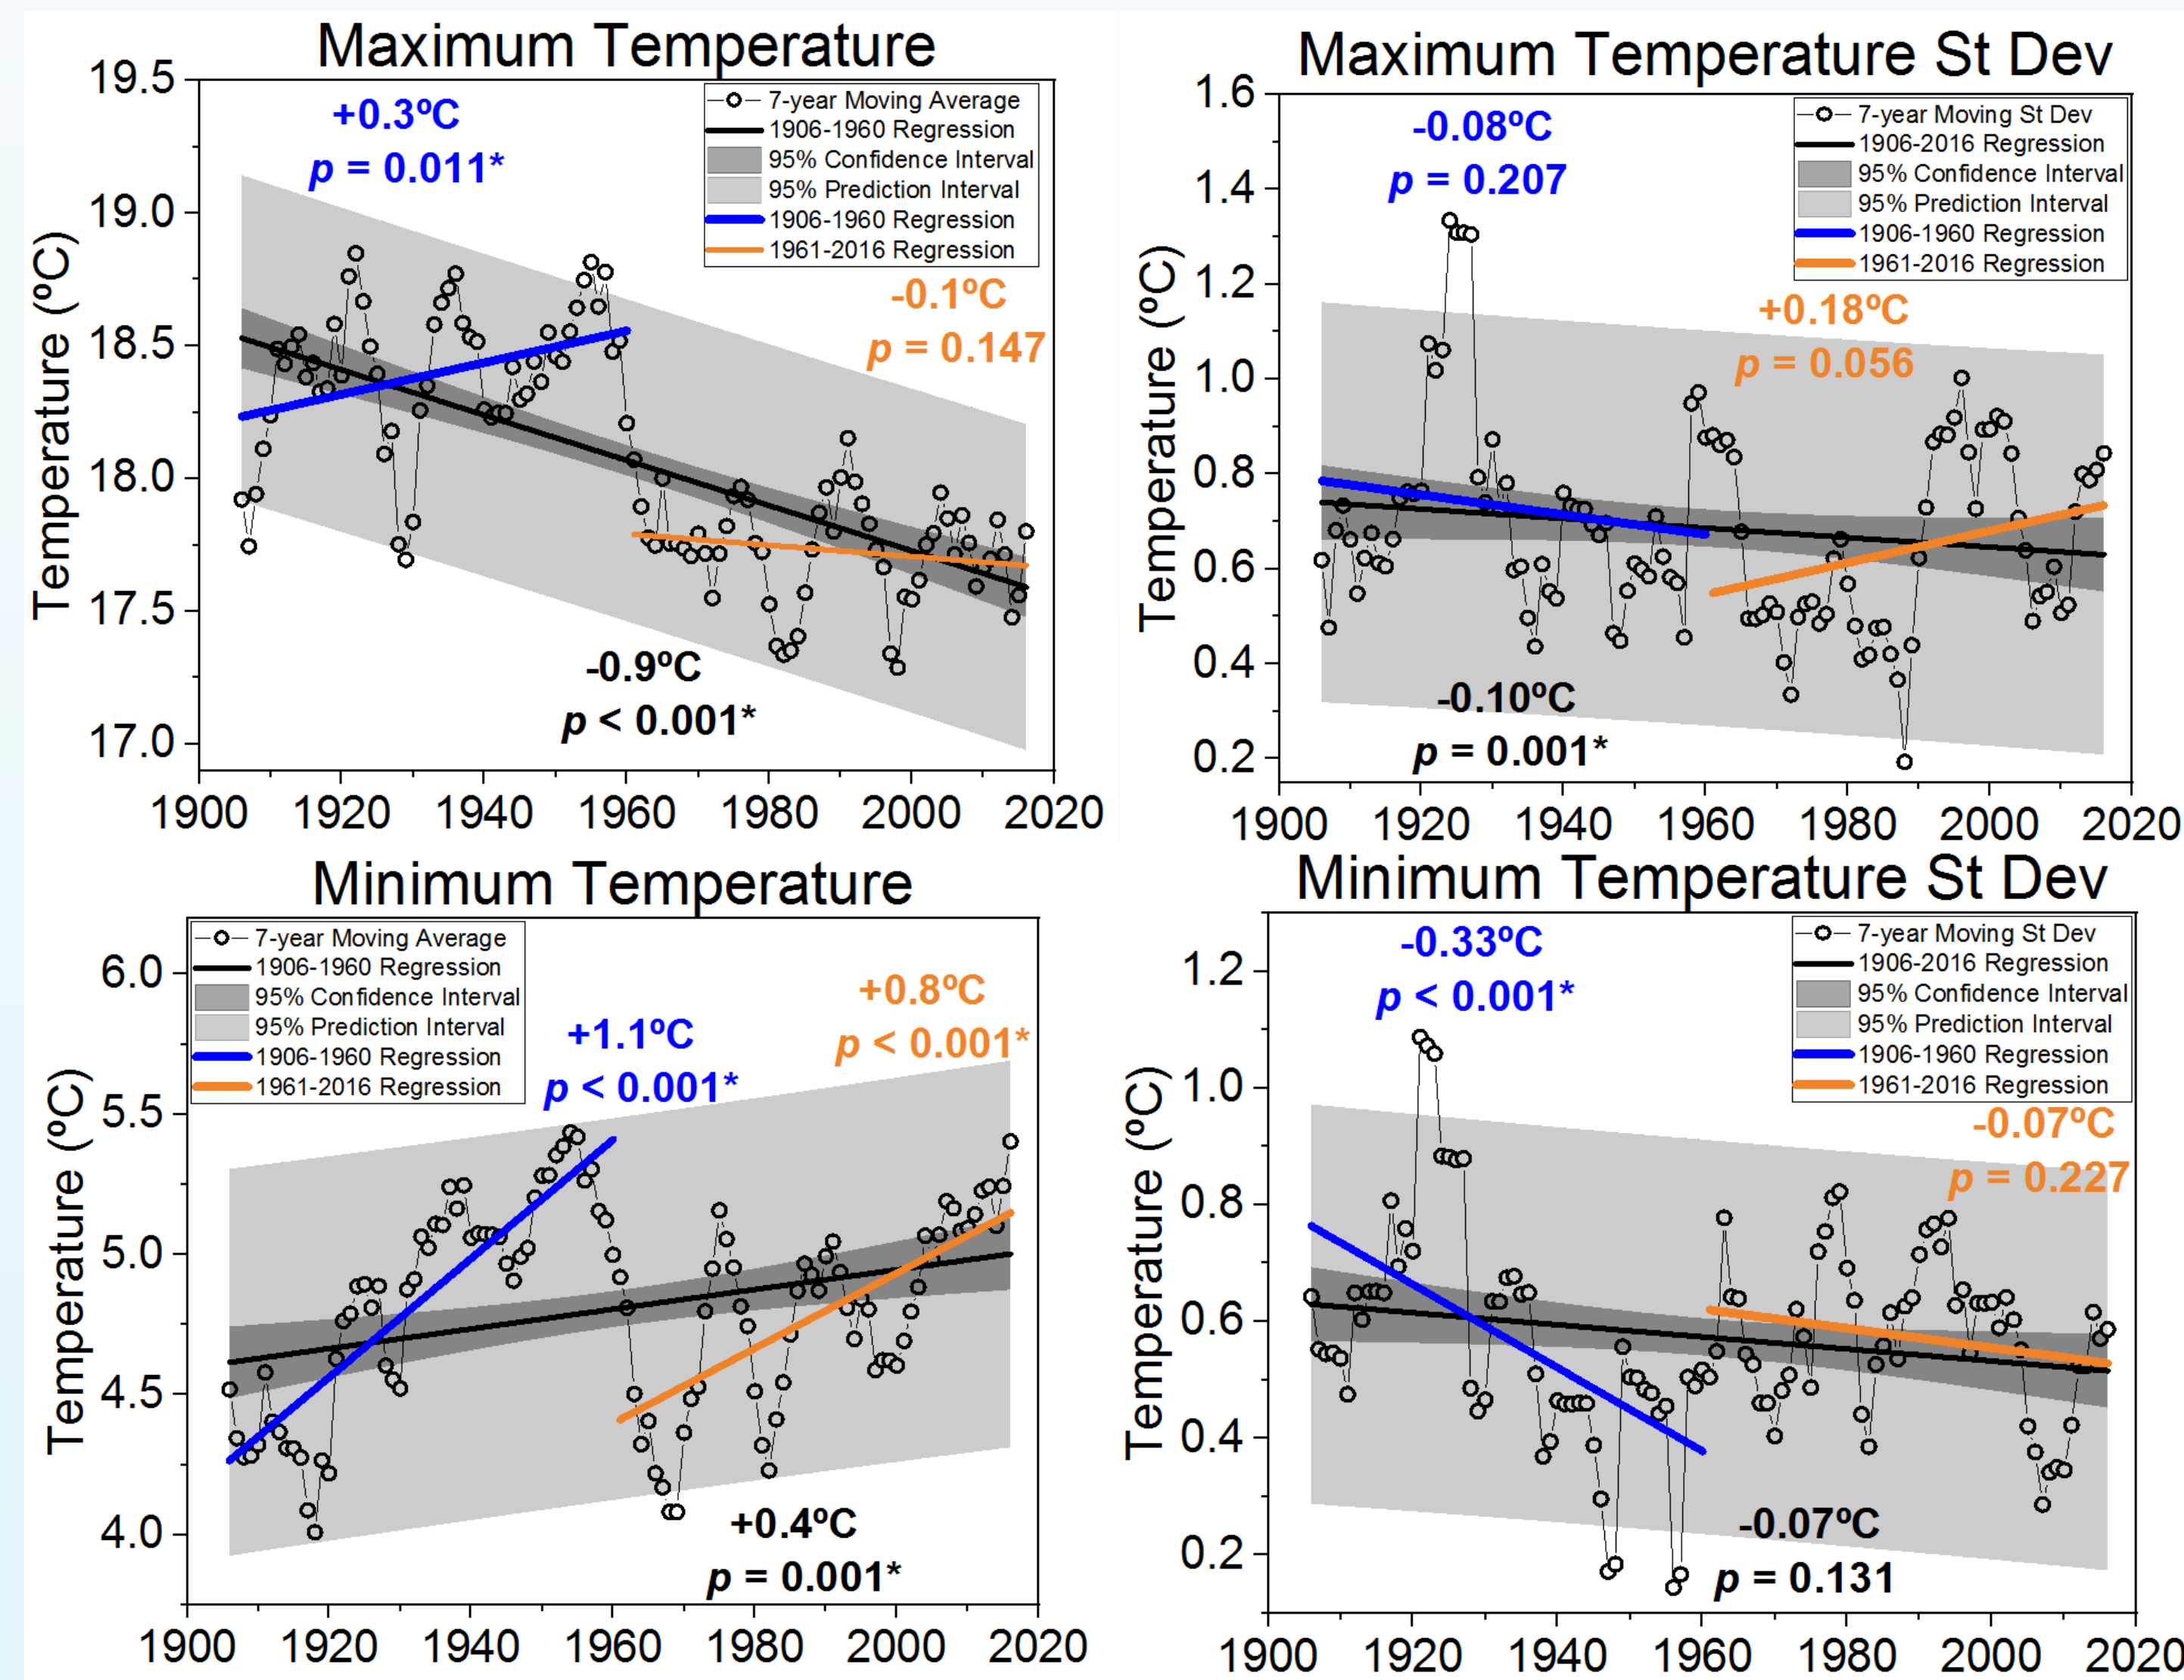 Maximum Temperature
19.5
19.0
18.5
18.0
17.5
17.0
Temperature (ºC)
+0.3ºC
p = 0.011*
7-year Moving Average
1906-1960 Regression
95% Confidence Interval
95% Prediction Interval
1906-1960 Regression
1961-2016 Regression
-0.1ºC
p = 0.147
-0.9ºC
p < 0.001*
1900 1920 1940 1960 1980 2000 2020
Maximum Temperature St Dev
1.6
1.4
1.2
1.0
0.8
0.6
0.4
0.2
Temperature (ºC)
-0.08ºC
p = 0.207
7-year Moving St Dev
1906-2016 Regression
95% Confidence Interval
95% Prediction Interval
1906-1960 Regression
1961-2016 Regression
+0.18ºC
p = 0.056
-0.10ºC
p = 0.001*
1900 1920 1940 1960 1980 2000 2020
Minimum Temperature
6.0
5.5
5.0
4.5
4.0
Temperature (ºC)
7-year Moving Average
1906-1960 Regression
95% Confidence Interval
95% Prediction Interval
1906-1960 Regression
1961-2016 Regression
+1.1ºC
p < 0.001*
+0.8ºC
p < 0.001*
+0.4ºC
p = 0.001*
1900 1920 1940 1960 1980 2000 2020
Minimum Temperature St Dev
1.2
1.0
0.8
0.6
0.4
0.2
Temperature (ºC)
-0.33ºC
p < 0.001*
7-year Moving St Dev
1906-2016 Regression
95% Confidence Interval
95% Prediction Interval
1906-1960 Regression
1961-2016 Regression
-0.07ºC
p = 0.227
-0.07ºC
p = 0.131
1900 1920 1940 1960 1980 2000 2020